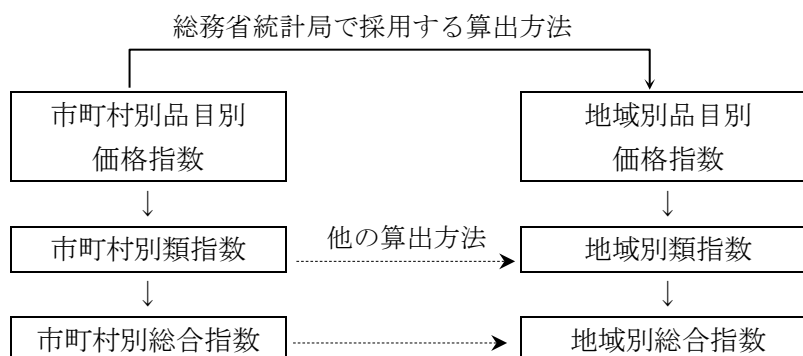 総務省統計局で採用する算出方法
市町村別品目別
価格指数
地域別品目別
価格指数
↓
↓
市町村別類指数
他の算出方法
地域別類指数
↓
↓
市町村別総合指数
地域別総合指数